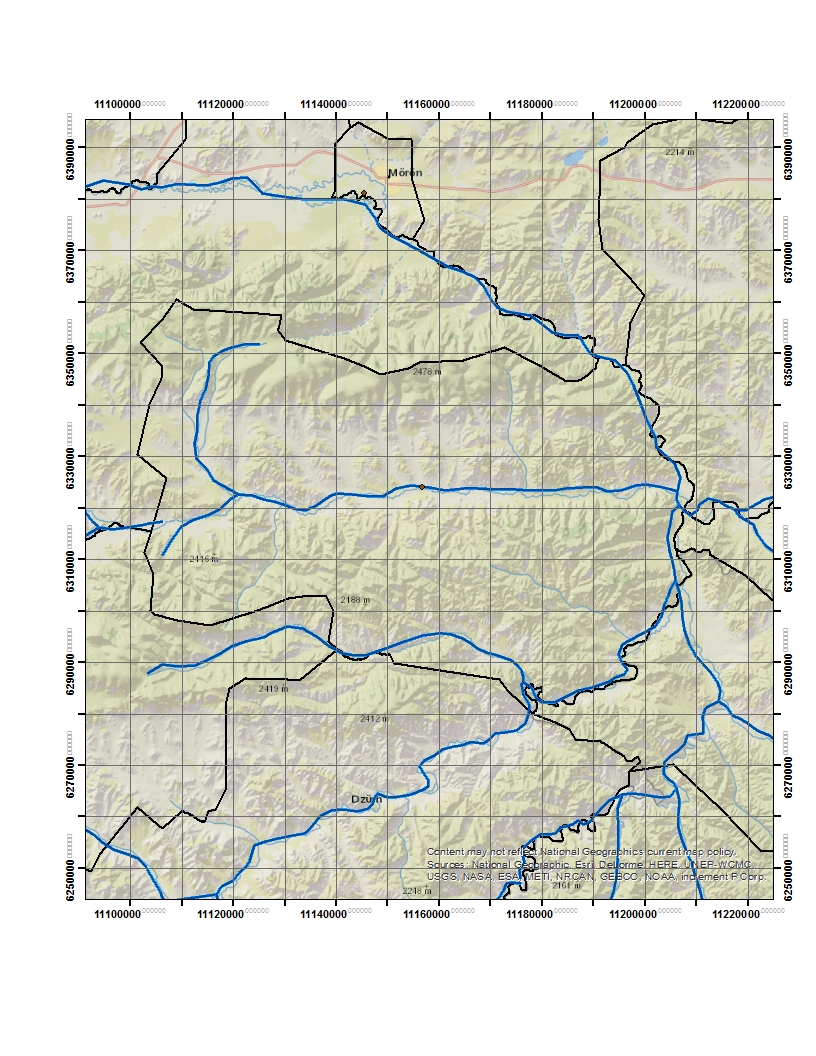 11100000 11120000 11140000 11160000 11180000 11200000 11220000
6390000 6390000
2214 m
Mörön
6370000 6370000
6350000 6350000
2478 m
6330000 6330000
2416 m
6310000 6310000
2188 m
6290000 6290000
2419 m
2412 m
6270000 6270000
Content may not reflect National Geographic's current map policy.
Sources: National Geographic, Esri, DeLorme, HERE, UNEP-WCMC,
USGS, NASA, ESA, METI, NRCAN, GEBCO, NOAA, increment P Corp.
6250000 6250000
2248 m
2161 m
11100000 11120000 11140000 11160000 11180000 11200000 11220000